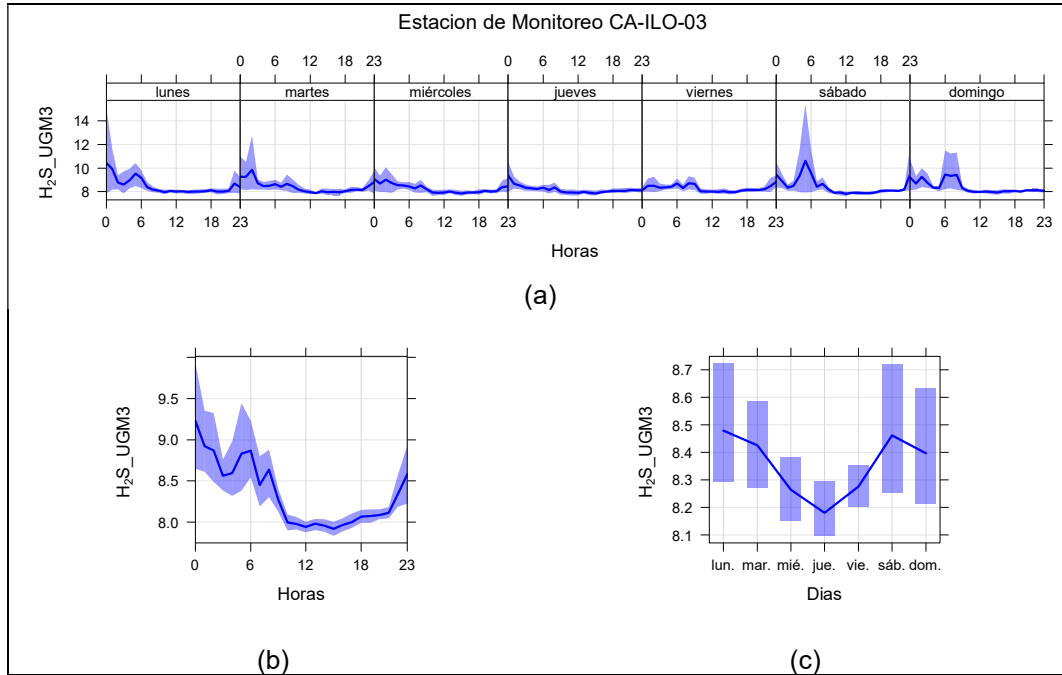 Estacion de Monitoreo CA-ILO-03
0 6 12 18 23 0 6 12 18 23 0 6 12 18 23
lunes martes miércoles jueves viernes sábado domingo
H₂S_UGM3
14
12
10
8
0 6 12 18 23 0 6 12 18 23 0 6 12 18 23 0 6 12 18 23
Horas
(a)
H₂S_UGM3
9.5
9.0
8.5
8.0
0 6 12 18 23
Horas
(b)
H₂S_UGM3
8.7
8.6
8.5
8.4
8.3
8.2
8.1
lun. mar. mié. jue. vie. sáb. dom.
Dias
(c)